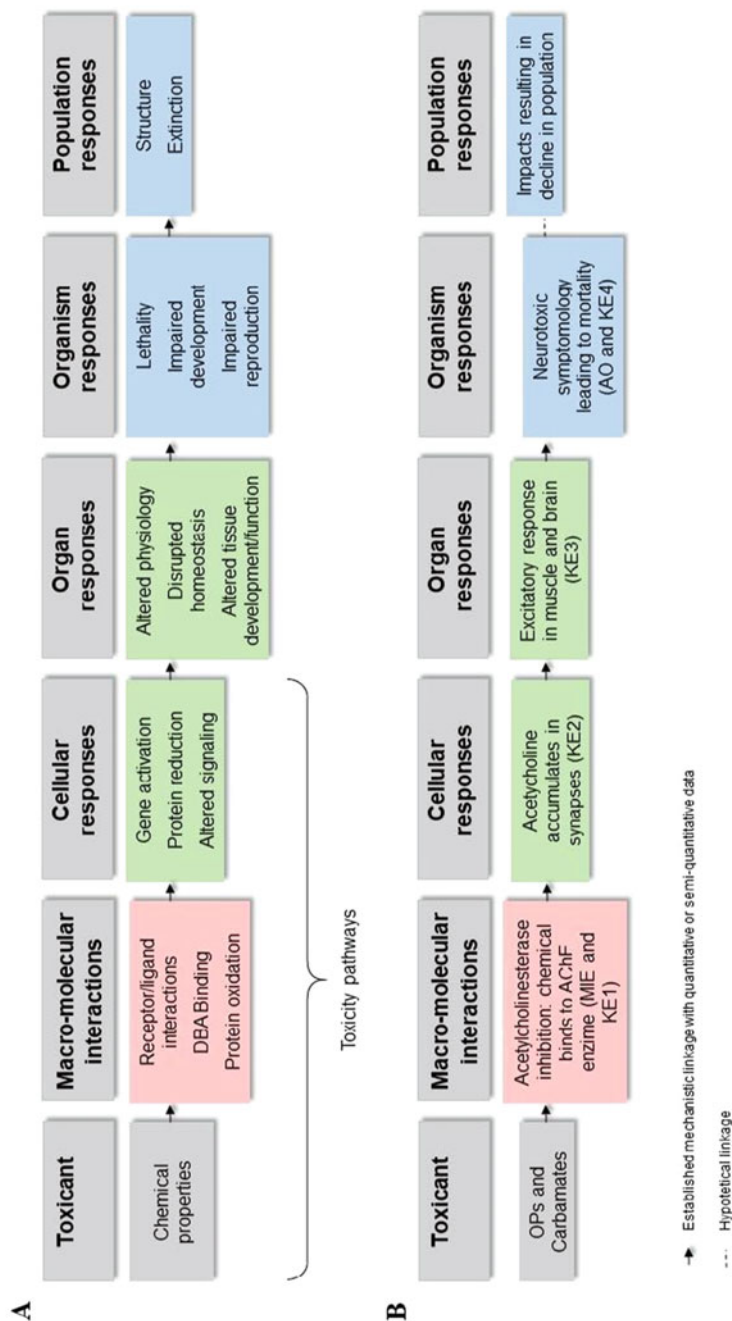 A
Toxicant
Macro-molecular
interactions
Cellular
responses
Organ
responses
Organism
responses
Population
responses
Chemical
properties
Receptor/ligand
interactions
DBA Binding
Protein oxidation
Gene activation
Protein reduction
Altered signaling
Altered physiology
Disrupted
homeostasis
Altered tissue
development/function
Lethality
Impaired
development
Impaired
reproduction
Structure
Extinction
Toxicity pathways
B
Toxicant
Macro-molecular
interactions
Cellular
responses
Organ
responses
Organism
responses
Population
responses
OPs and
Carbamates
Acetylcholinesterase
inhibition: chemical
binds to AChF
enzyme (MIE and
KE1)
Acetycholine
accumulates in
synapses (KE2)
Excitatory response
in muscle and brain
(KE3)
Neurotoxic
symptomology
leading to mortality
(AO and KE4)
Impacts resulting in
decline in population
Established mechanistic linkage with quantitative or semi-quantitative data
Hypotetical linkage